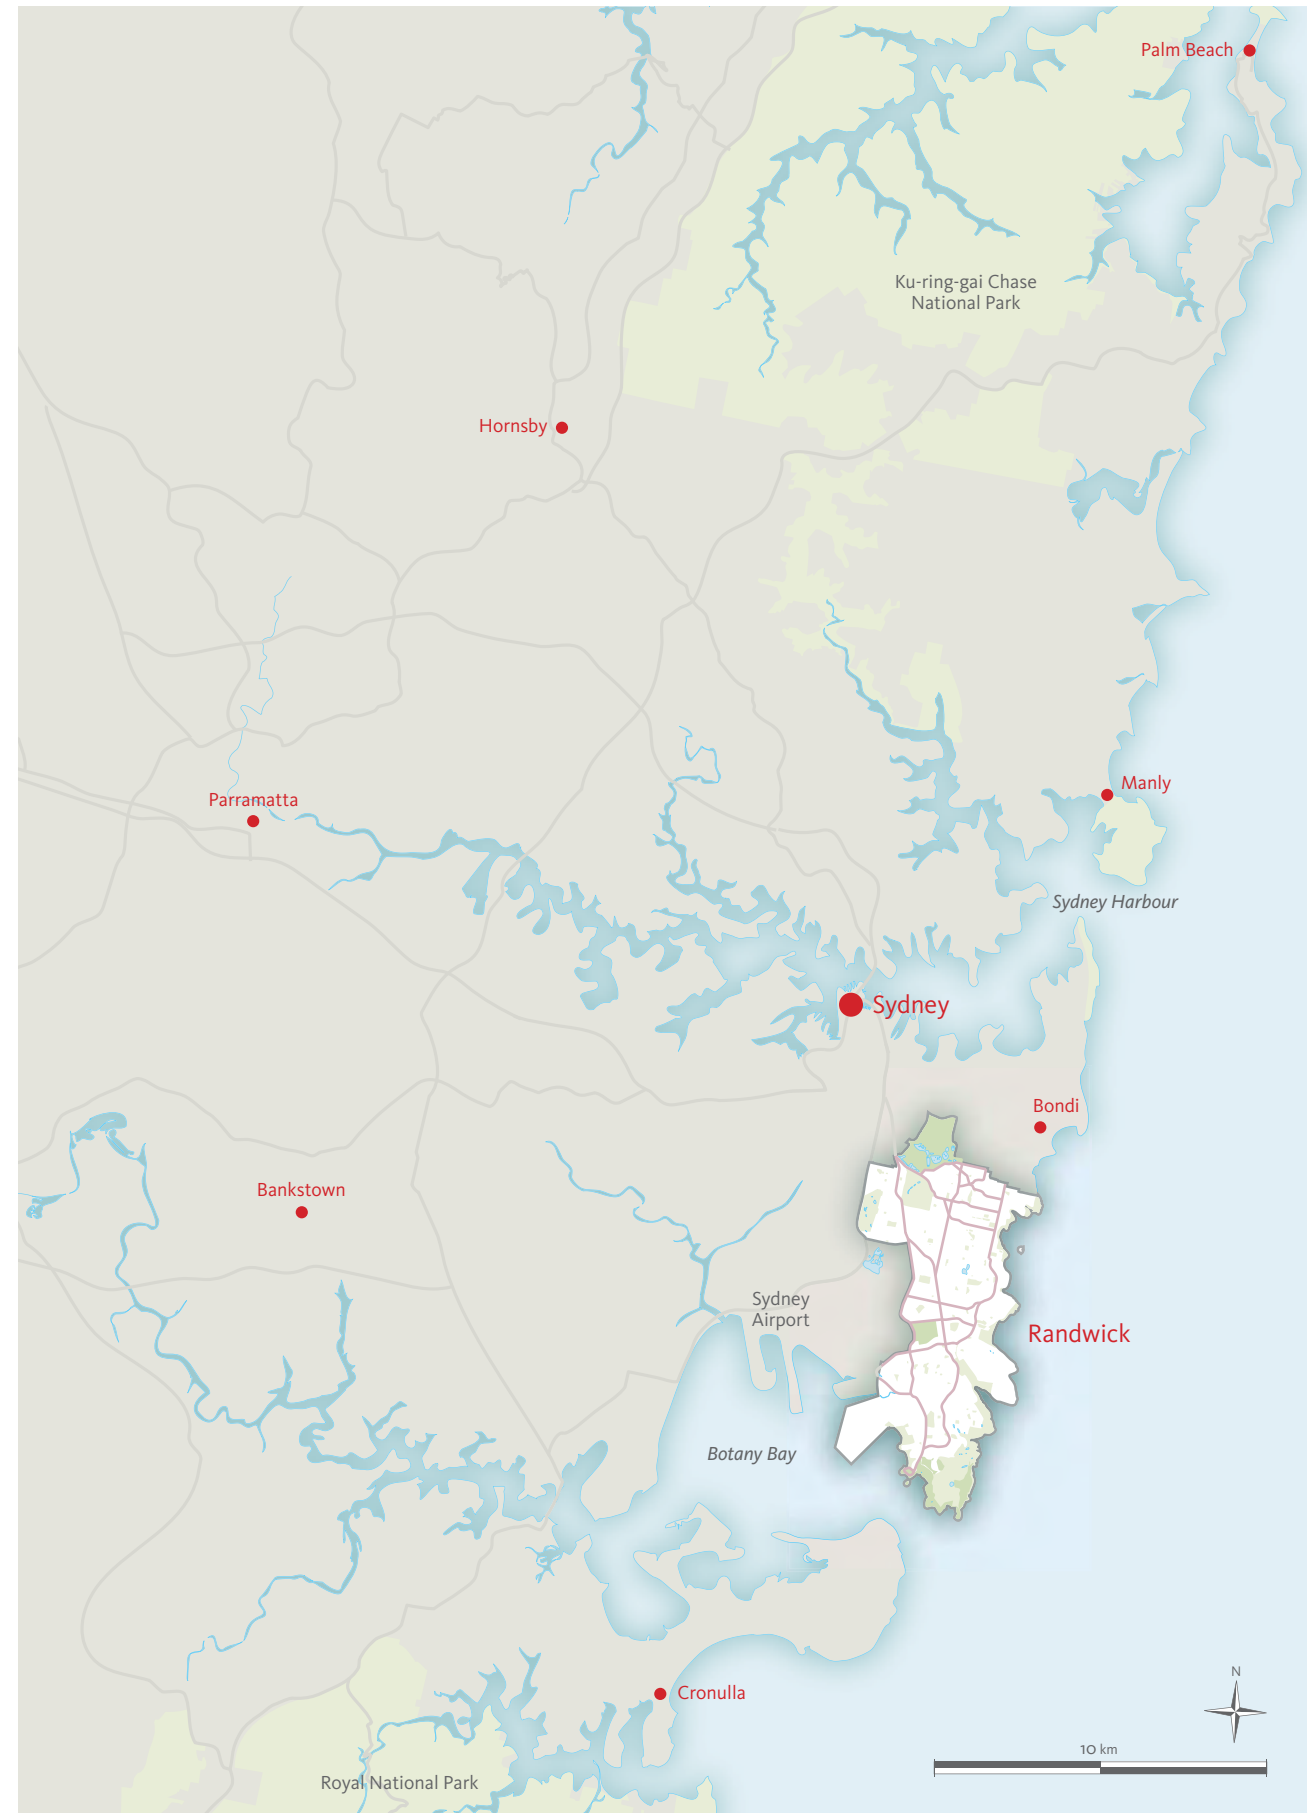 Palm Beach
Ku-ring-gai Chase
National Park
Hornsby
Manly
Parramatta
Sydney Harbour
Sydney
Bondi
Bankstown
Sydney
Airport
Randwick
Botany Bay
N
Cronulla
10 km
Royal National Park